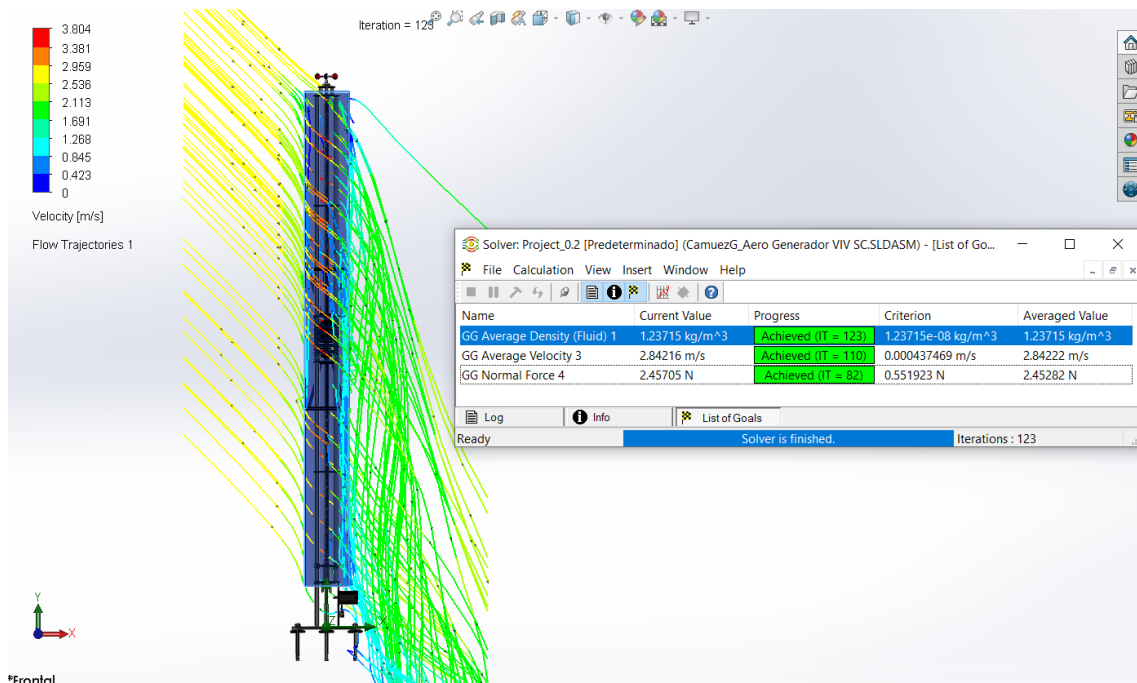 Iteration = 123
3.804
3.381
2.959
2.536
2.113
1.691
1.268
0.845
0.423
0
Velocity [m/s]
Flow Trajectories 1
Solver: Project_0.2 [Predeterminado] (CamuezG_Aero Generador VIV SC.SLDASM) - [List of Go...
File Calculation View Insert Window Help
Name Current Value Progress Criterion Averaged Value
GG Average Density (Fluid) 1 1.23715 kg/m^3 Achieved (IT = 123) 1.23715e-08 kg/m^3 1.23715 kg/m^3
GG Average Velocity 3 2.84216 m/s Achieved (IT = 110) 0.000437469 m/s 2.84222 m/s
GG Normal Force 4 2.45705 N Achieved (IT = 82) 0.551923 N 2.45282 N
Log Info List of Goals
Ready Solver is finished. Iterations : 123
Y
X
*Frontal